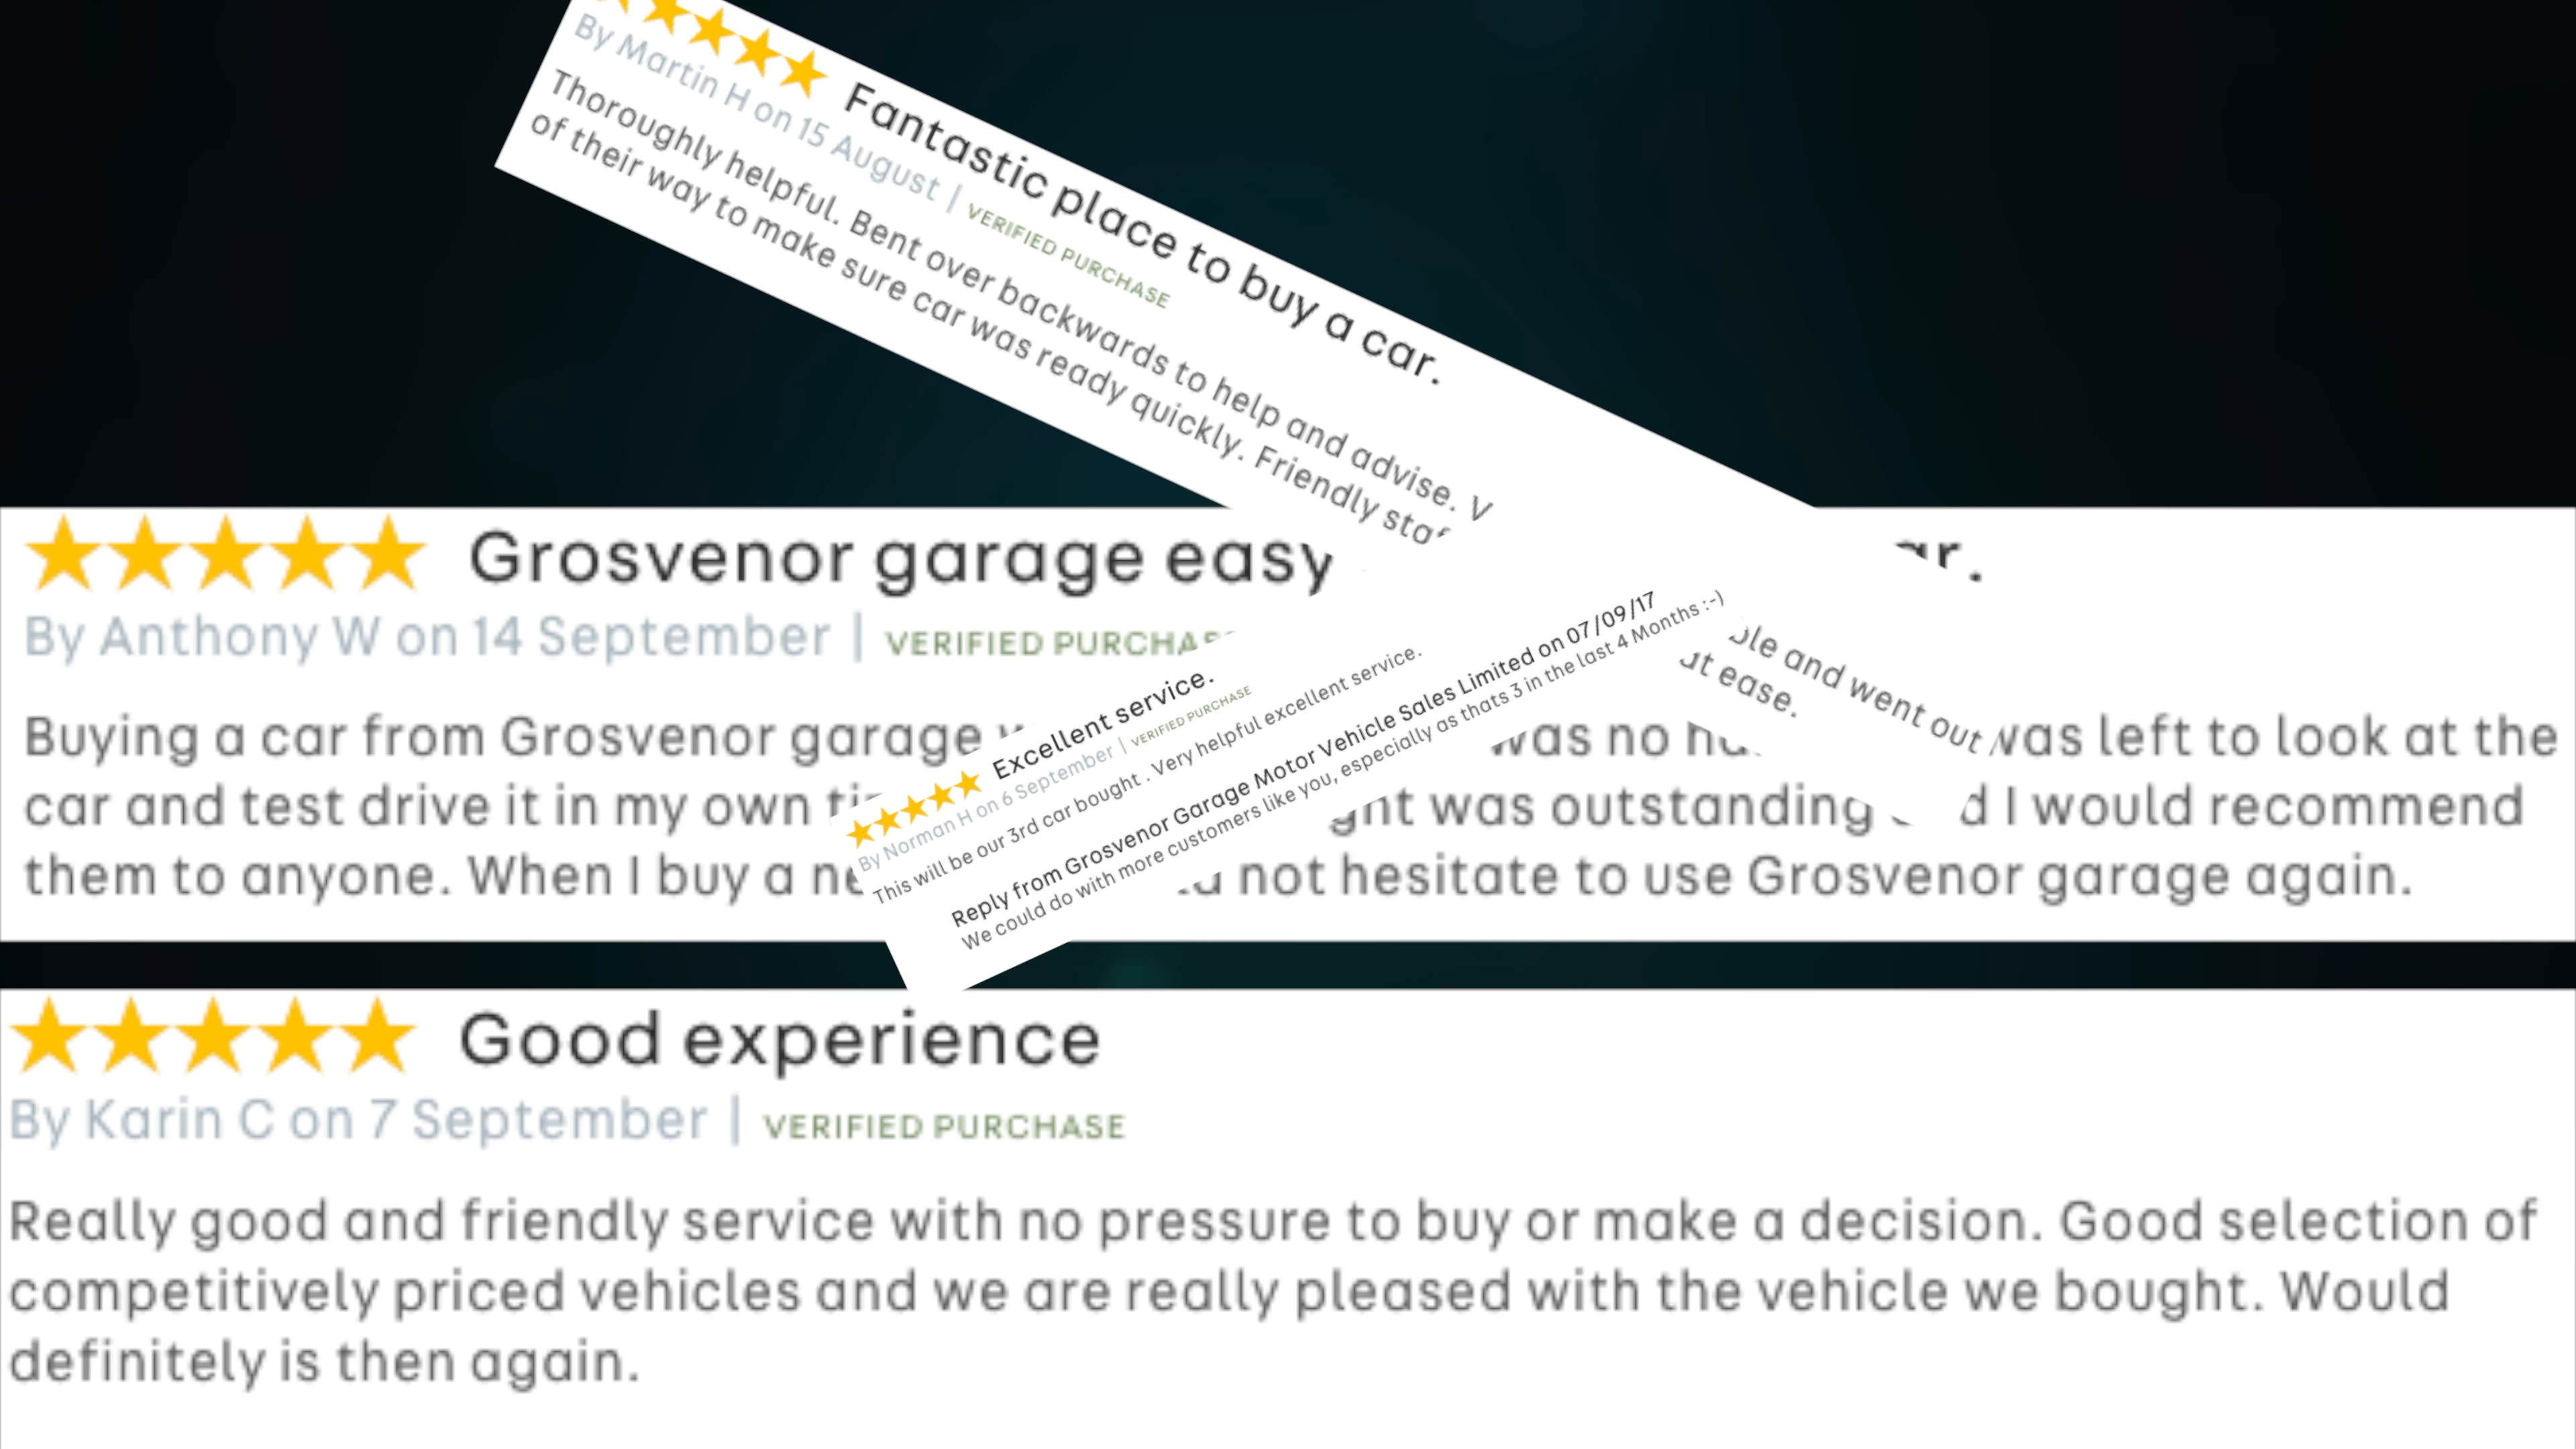 Fantastic place to buy a car.
By Martin H on 15 August | VERIFIED PURCHASE
Thoroughly helpful. Bent over backwards to help and advise.
of their way to make sure car was ready quickly. Friendly
and went out
ease.
Grosvenor garage easy
By Anthony W on 14 September | VERIFIED
Buying a car from Grosvenor garage was no was left to look at the
car and test drive it in my own was outstanding I would recommend
them to anyone. When I buy a not hesitate to use Grosvenor garage again.
Excellent service.
By Norman H on 6 September | VERIFIED PURCHASE
This will be our 3rd car bought . Very helpful excellent service.
Reply from Grosvenor Garage Motor Vehicle Sales Limited on 07/09/17
We could do with more customers like you, especially as thats 3 in the last 4 Months :-)
Good experience
By Karin C on 7 September | VERIFIED PURCHASE
Really good and friendly service with no pressure to buy or make a decision. Good selection of
competitively priced vehicles and we are really pleased with the vehicle we bought. Would
definitely is then again.